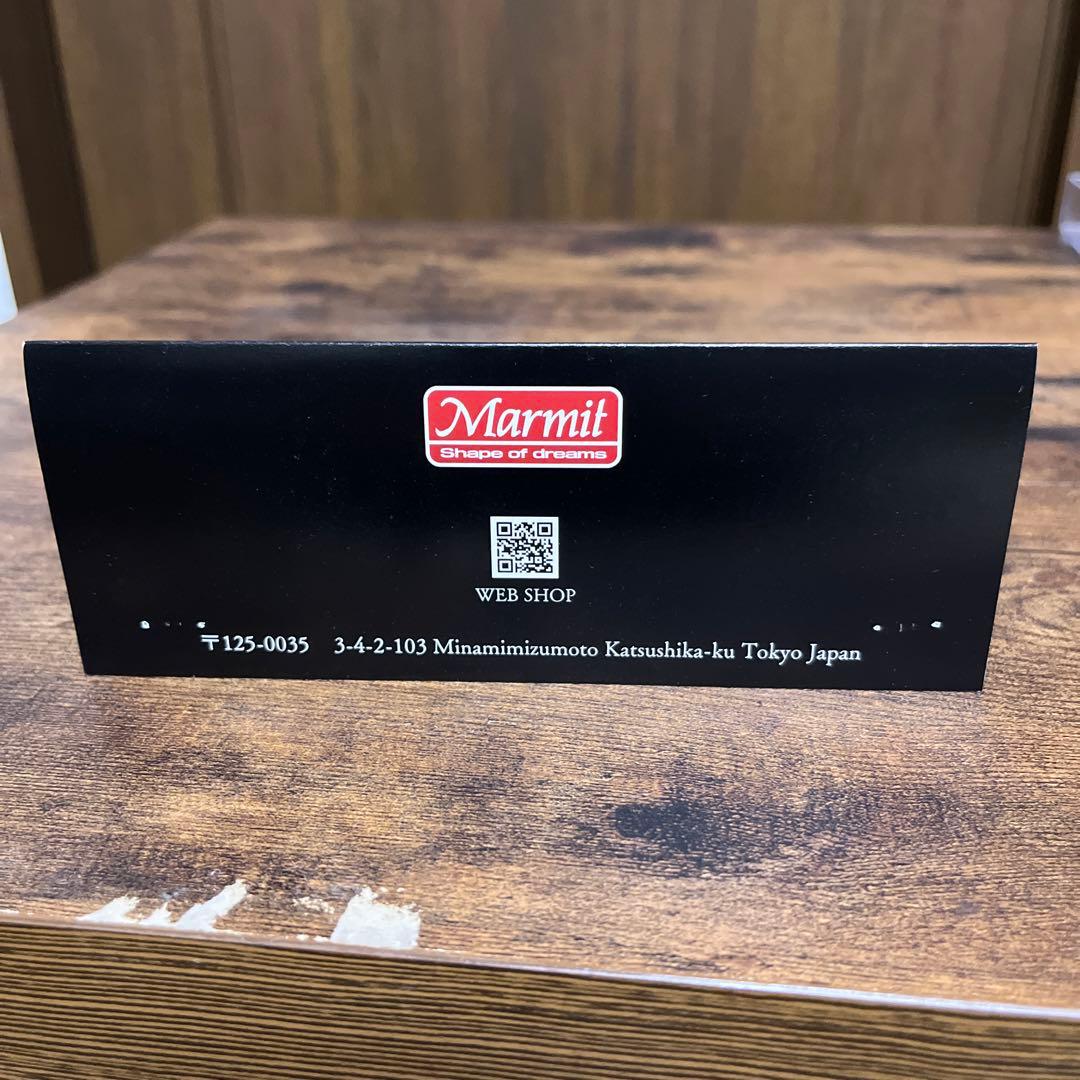 Marmit
Shape of dreams
WEB SHOP
〒125-0035 3-4-2-103 Minamimizumoto Katsushika-ku Tokyo Japan